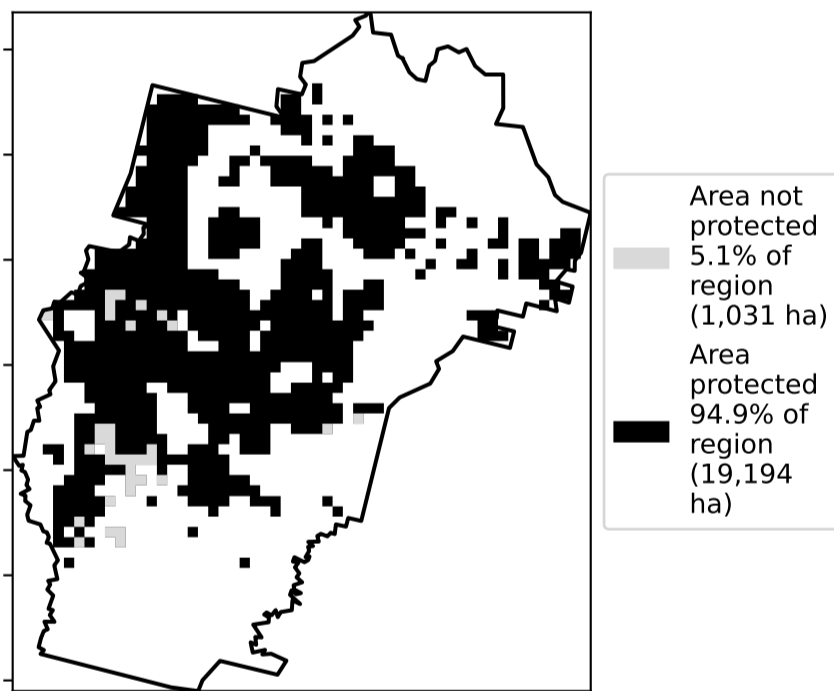 Area not
protected
5.1% of
region
(1,031 ha)
Area
protected
94.9% of
region
(19,194
ha)